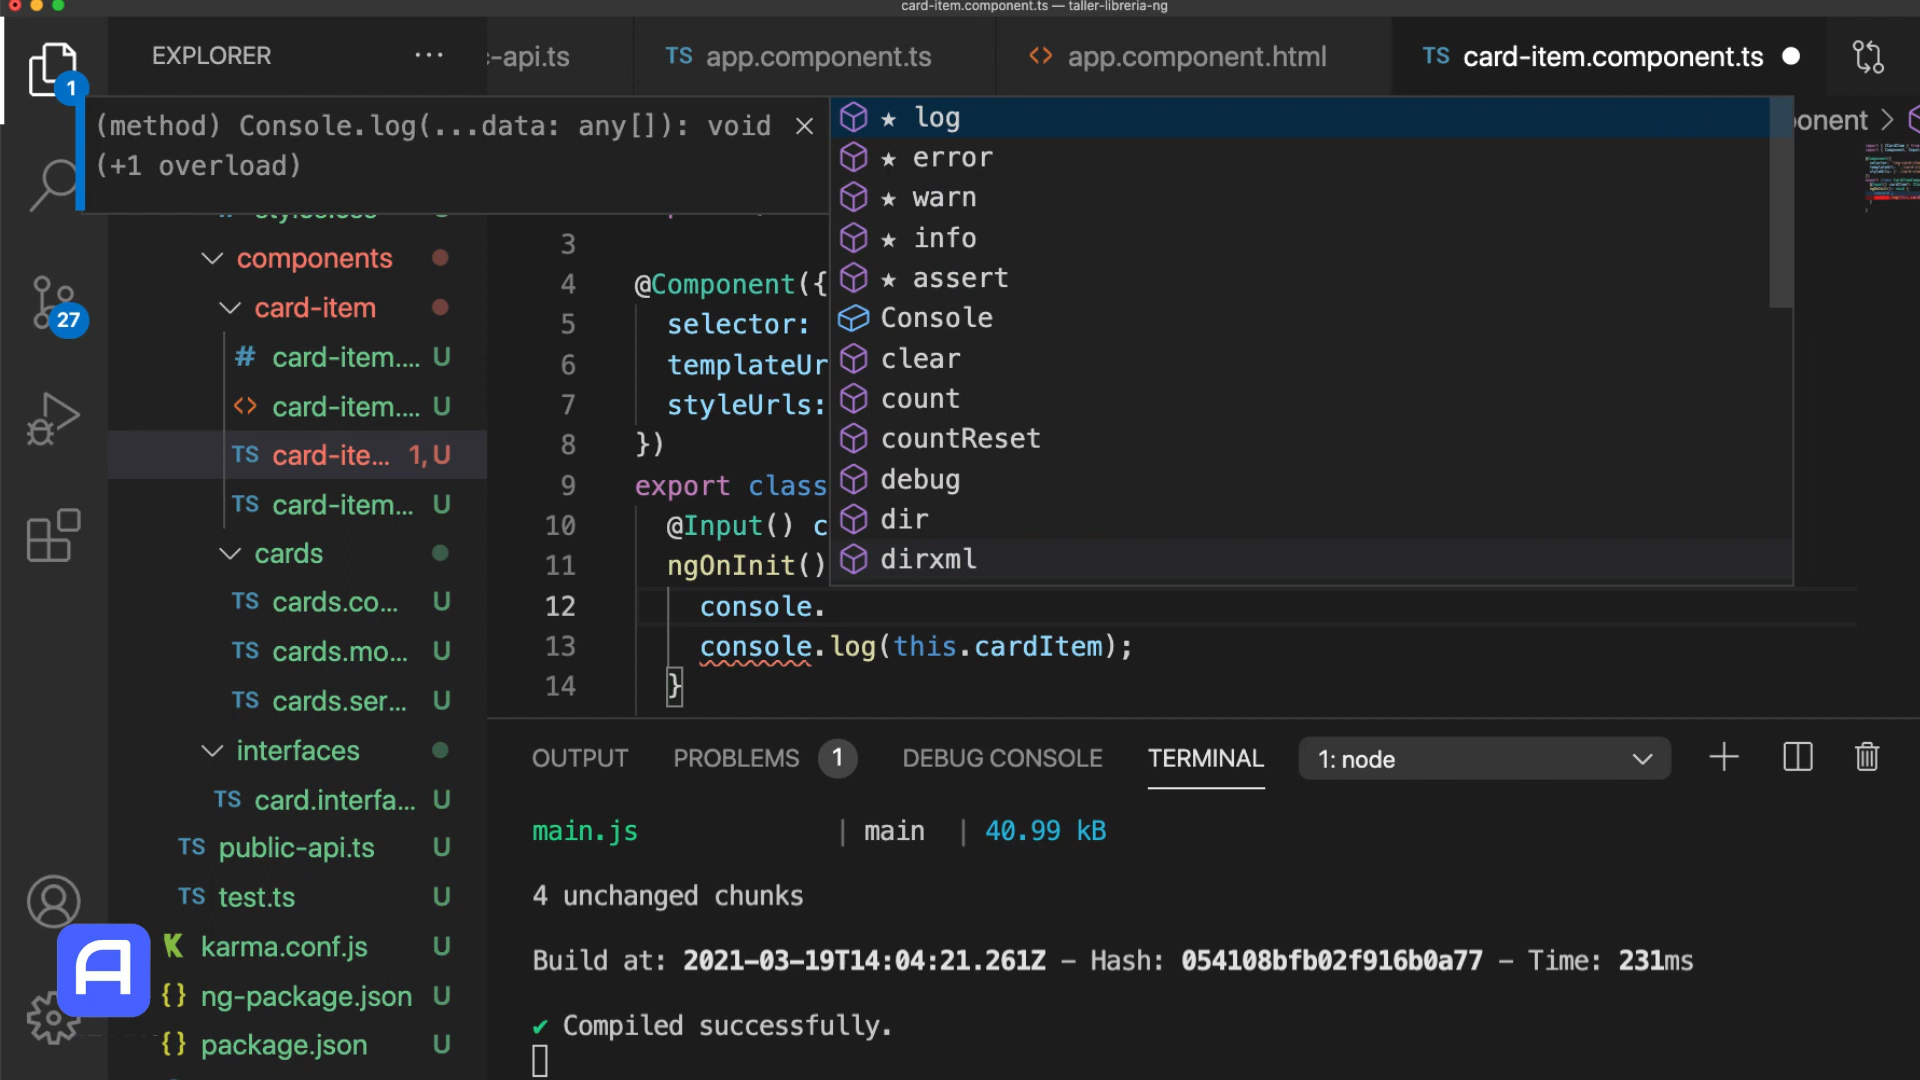 card-item.component.ts — taller-libreria-ng
EXPLORER
-api.ts
TS app.component.ts
<> app.component.html
TS card-item.component.ts
1
(method) Console.log(...data: any[]): void
(+1 overload)
★ log
★ error
★ warn
★ info
★ assert
Console
clear
count
countReset
debug
dir
dirxml
onent >
27
components
card-item
# card-item.... U
<> card-item.... U
TS card-ite... 1, U
TS card-item... U
cards
TS cards.co... U
TS cards.mo... U
TS cards.ser... U
interfaces
TS card.interfa... U
TS public-api.ts U
TS test.ts U
K karma.conf.js U
{} ng-package.json U
{} package.json U
A
3
4 @Component({
5 selector:
6 templateUr
7 styleUrls:
8 })
9 export class
10 @Input() c
11 ngOnInit()
12 console.
13 console.log(this.cardItem);
14 }
OUTPUT PROBLEMS 1 DEBUG CONSOLE TERMINAL 1: node
main.js | main | 40.99 kB
4 unchanged chunks
Build at: 2021-03-19T14:04:21.261Z - Hash: 054108bfb02f916b0a77 - Time: 231ms
✔ Compiled successfully.